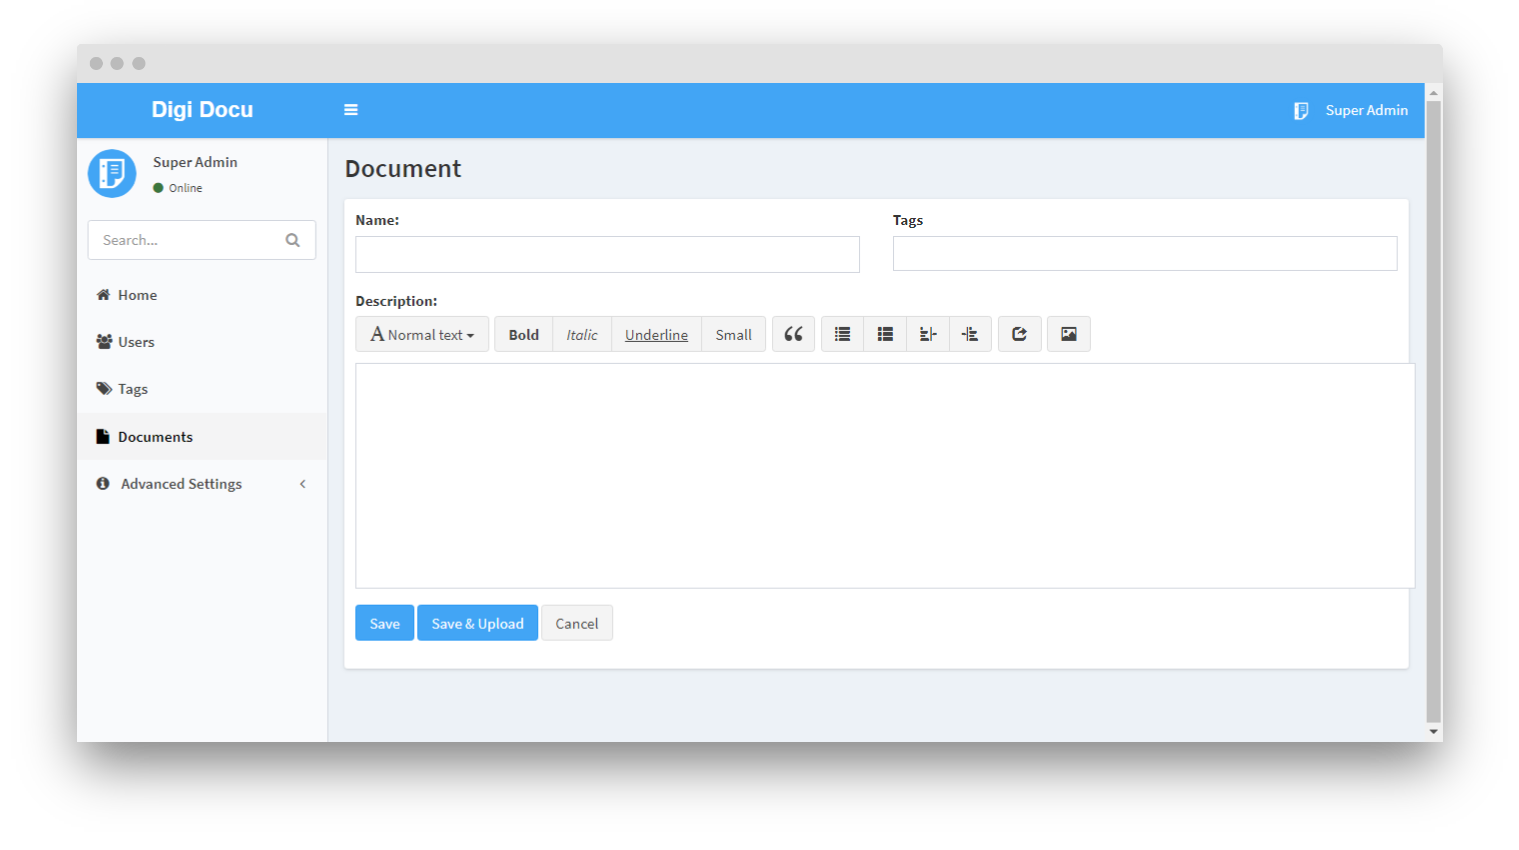 Digi Docu
Super Admin
Super Admin
Online
Search...
Home
Users
Tags
Documents
Advanced Settings
Document
Name:
Tags
Description:
A Normal text Bold Italic Underline Small
Save Save & Upload Cancel